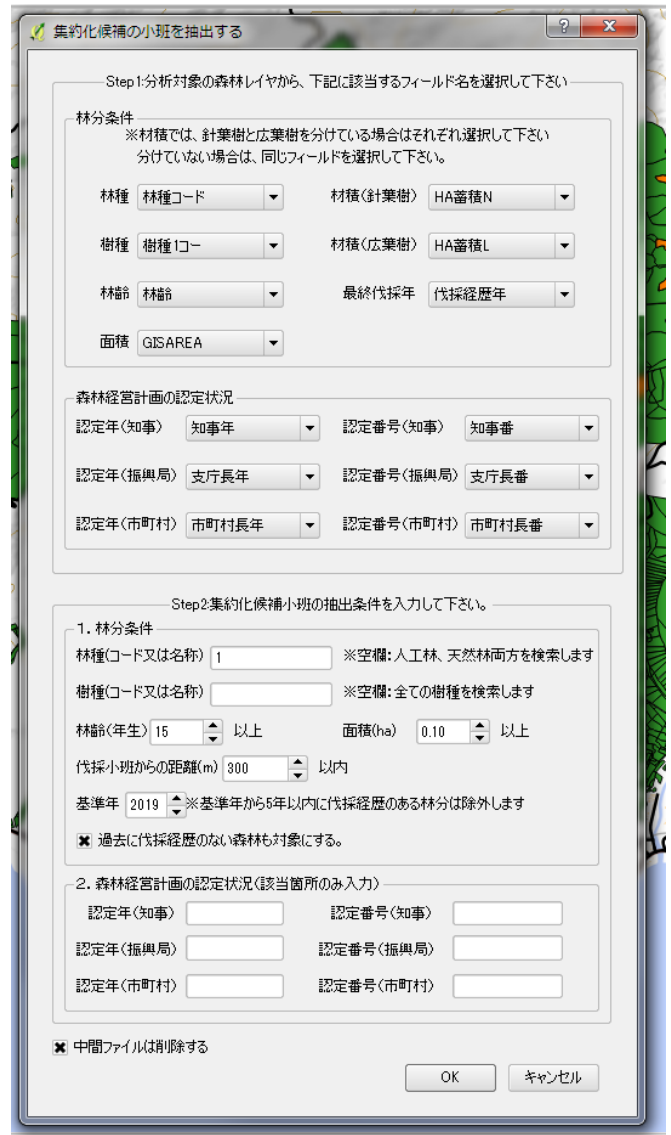 集約化候補の小班を抽出する
Step1:分析対象の森林レイヤから、下記に該当するフィールド名を選択して下さい
林分条件
※材積では、針葉樹と広葉樹を分けている場合はそれぞれ選択して下さい
分けていない場合は、同じフィールドを選択して下さい。
林種 林種コード 材積(針葉樹) HA蓄積N
樹種 樹種1コー 材積(広葉樹) HA蓄積L
林齢 林齢 最終伐採年 伐採経歴年
面積 GISAREA
森林経営計画の認定状況
認定年(知事) 知事年 認定番号(知事) 知事番
認定年(振興局) 支庁長年 認定番号(振興局) 支庁長番
認定年(市町村) 市町村長年 認定番号(市町村) 市町村長番
Step2:集約化候補小班の抽出条件を入力して下さい。
1. 林分条件
林種(コード又は名称) 1 ※空欄: 人工林、天然林両方を検索します
樹種(コード又は名称) ※空欄: 全ての樹種を検索します
林齢(年生) 15 以上 面積(ha) 0.10 以上
伐採小班からの距離(m) 300 以内
基準年 2019 ※基準年から5年以内に伐採経歴のある林分は除外します
過去に伐採経歴のない森林も対象にする。
2. 森林経営計画の認定状況(該当箇所のみ入力)
認定年(知事) 認定番号(知事)
認定年(振興局) 認定番号(振興局)
認定年(市町村) 認定番号(市町村)
中間ファイルは削除する
OK キャンセル